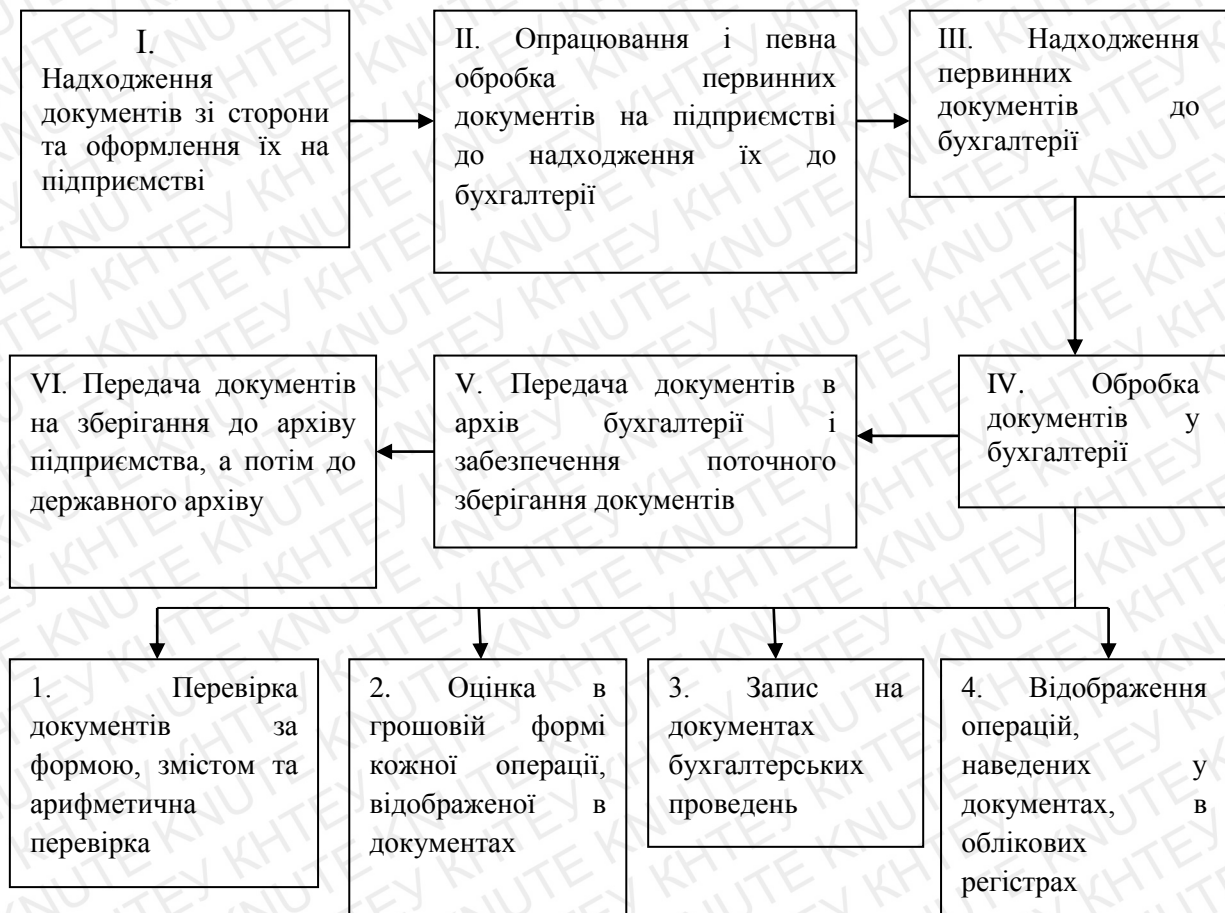 I.
Надходження
документів зі сторони
та оформлення їх на
підприємстві
II. Опрацювання і певна
обробка первинних
документів на підприємстві
до надходження їх до
бухгалтерії
III. Надходження
первинних
документів до
бухгалтерії
VI. Передача документів
на зберігання до архіву
підприємства, а потім до
державного архіву
V. Передача документів в
архів бухгалтерії і
забезпечення поточного
зберігання документів
IV. Обробка
документів у
бухгалтерії
1. Перевірка
документів за
формою, змістом та
арифметична
перевірка
2. Оцінка в
грошовій формі
кожної операції,
відображеної в
документах
3. Запис на
документах
бухгалтерських
проведень
4. Відображення
операцій,
наведених у
документах, в
облікових
регістрах